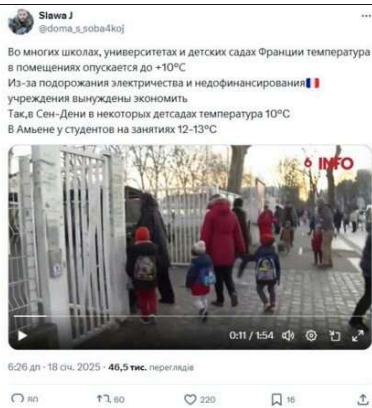 Slawa J
@doma_s_soba4koj
Во многих школах, университетах и детских садах Франции температура
в помещениях опускается до +10°С
Из-за подорожания электричества и недофинансирования🇫🇷
учреждения вынуждены экономить
Так,в Сен-Дени в некоторых детсадах температура 10°С
В Амьене у студентов на занятиях 12-13°С
6 INFO
0:11 / 1:54
6:26 дп · 18 січ. 2025 · 46,5 тис. переглядів
80 60 220 16